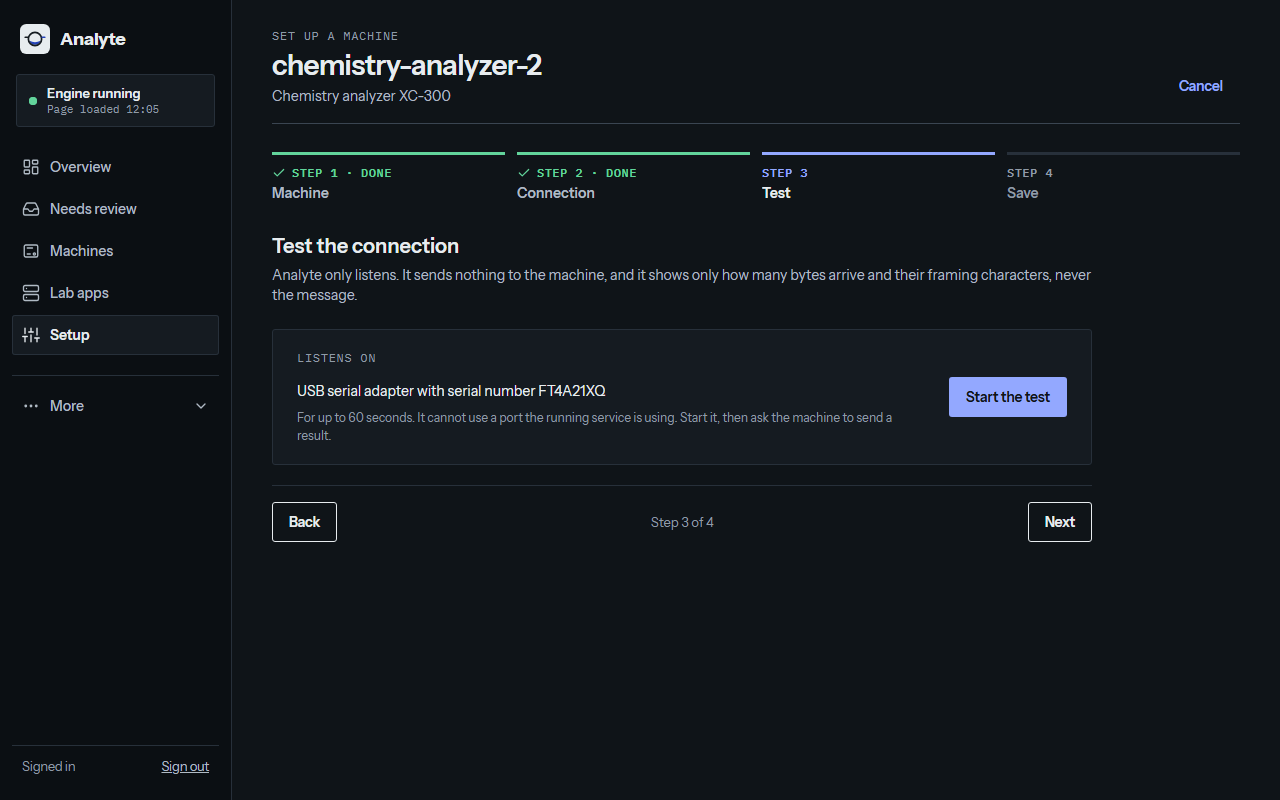 Analyte
Engine running
Page loaded 12:05
Overview
Needs review
Machines
Lab apps
Setup
More
Signed in
Sign out
SET UP A MACHINE
chemistry-analyzer-2
Chemistry analyzer XC-300
Cancel
STEP 1 · DONE
Machine
STEP 2 · DONE
Connection
STEP 3
Test
STEP 4
Save
Test the connection
Analyte only listens. It sends nothing to the machine, and it shows only how many bytes arrive and their framing characters, never
the message.
LISTENS ON
USB serial adapter with serial number FT4A21XQ
For up to 60 seconds. It cannot use a port the running service is using. Start it, then ask the machine to send a
result.
Start the test
Back
Step 3 of 4
Next